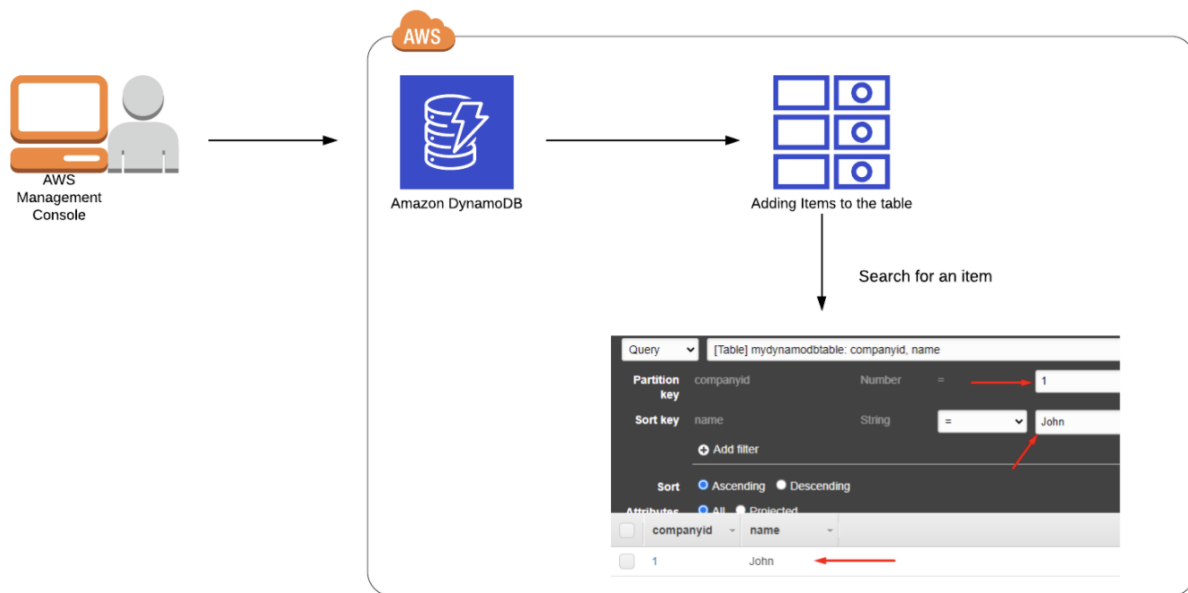 AWS
AWS
Management
Console
Amazon DynamoDB
Adding Items to the table
Search for an item
Query [Table] mydynamodbtable: companyid, name
Partition key companyid Number = 1
Sort key name String = John
Add filter
Sort Ascending Descending
Attributes All Projected
companyid name
1 John